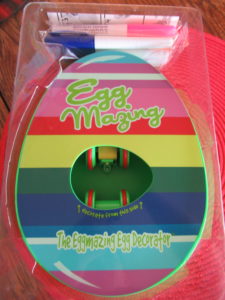 Egg
Mazing
↑ decorate from this side ↑
The Eggmazing Egg Decorator